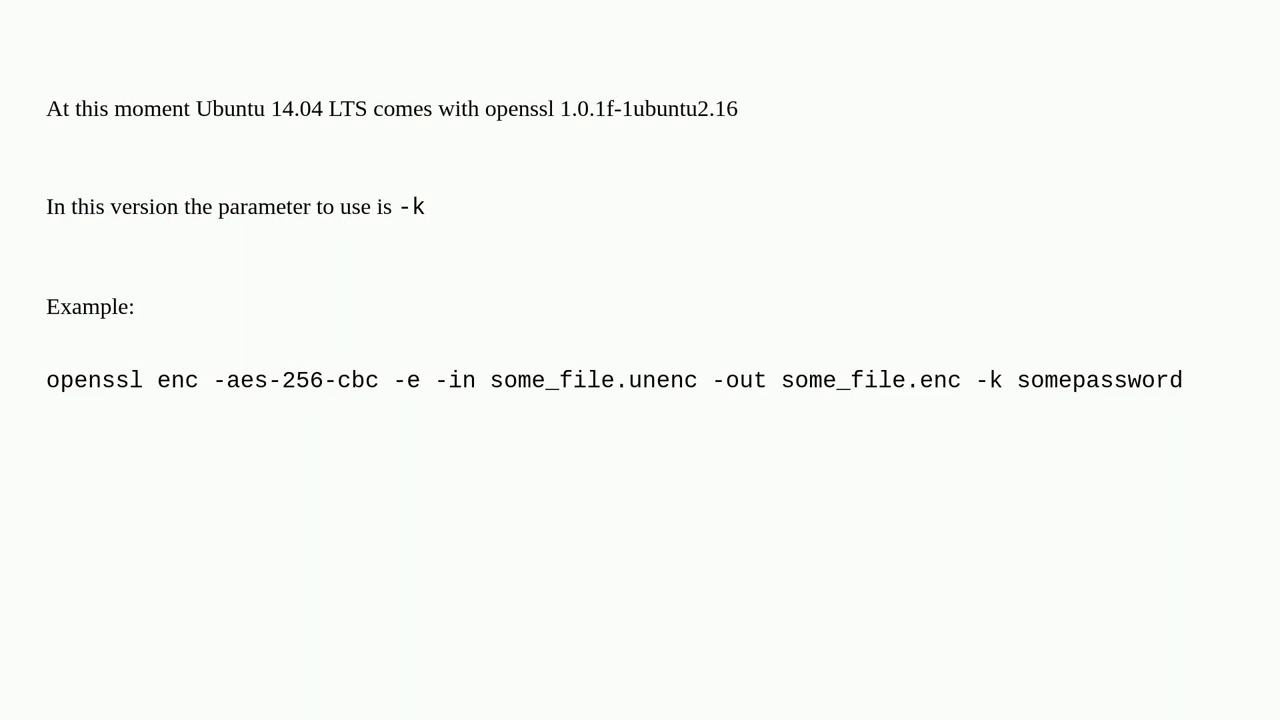 At this moment Ubuntu 14.04 LTS comes with openssl 1.0.1f-1ubuntu2.16
In this version the parameter to use is -k
Example:
openssl enc -aes-256-cbc -e -in some_file.unenc -out some_file.enc -k somepassword